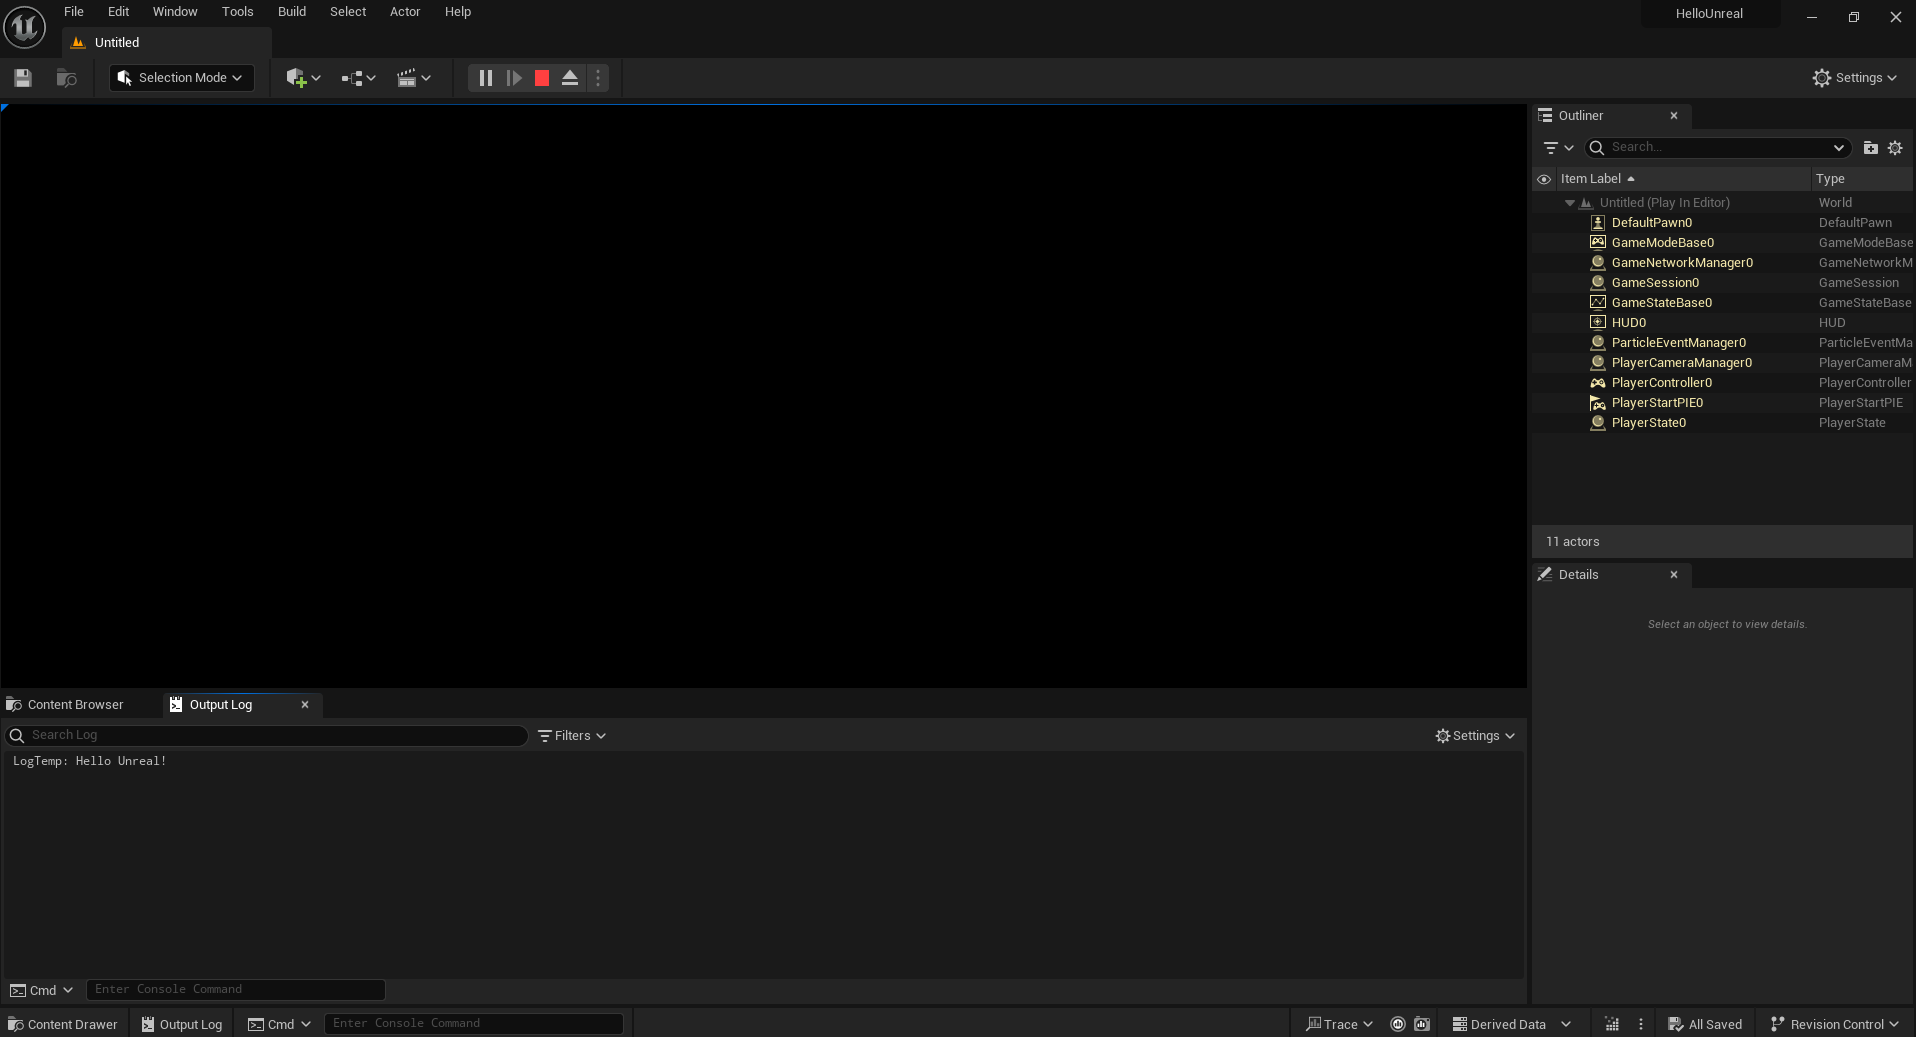 File Edit Window Tools Build Select Actor Help
HelloUnreal
Untitled
Selection Mode
Settings
Outliner
Search...
Item Label Type
Untitled (Play In Editor) World
DefaultPawn0 DefaultPawn
GameModeBase0 GameModeBase
GameNetworkManager0 GameNetworkM
GameSession0 GameSession
GameStateBase0 GameStateBase
HUD0 HUD
ParticleEventManager0 ParticleEventMa
PlayerCameraManager0 PlayerCameraM
PlayerController0 PlayerController
PlayerStartPIE0 PlayerStartPIE
PlayerState0 PlayerState
11 actors
Details
Select an object to view details.
Content Browser Output Log
Search Log Filters Settings
LogTemp: Hello Unreal!
Cmd Enter Console Command
Content Drawer Output Log Cmd Enter Console Command Trace Derived Data All Saved Revision Control